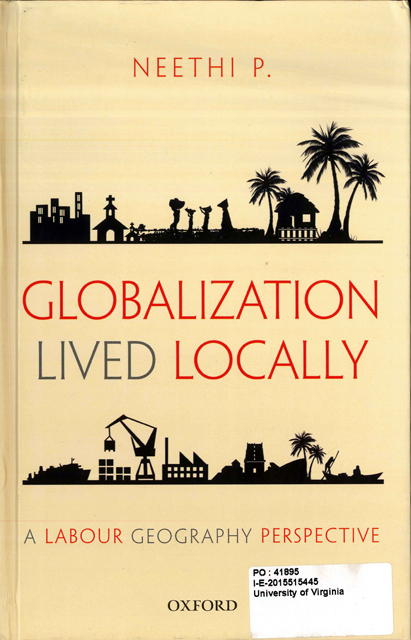 NEETHI P.
GLOBALIZATION
LIVED LOCALLY
A LABOUR GEOGRAPHY PERSPECTIVE
PO : 41895
I-E-2015515445
University of Virginia
OXFORD